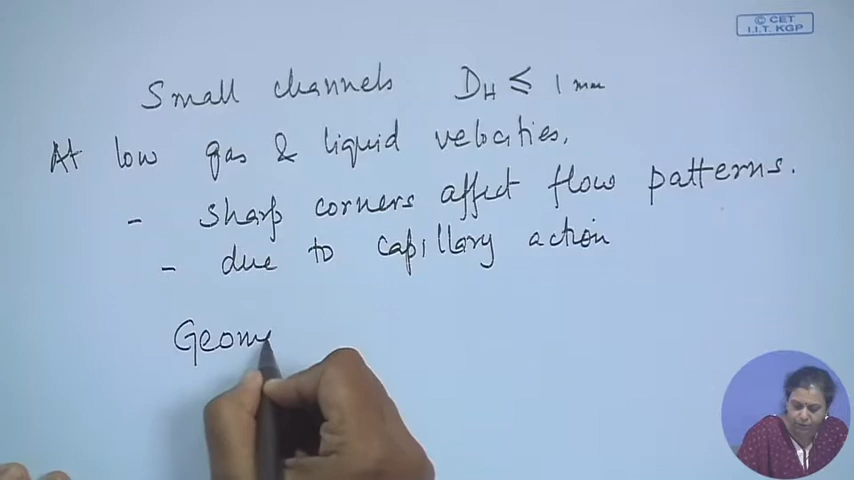 © CET
I.I.T. KGP
Small channels D_H ≤ 1 mm
At low gas & liquid velocities,
- sharp corners affect flow patterns.
- due to capillary action
Geom